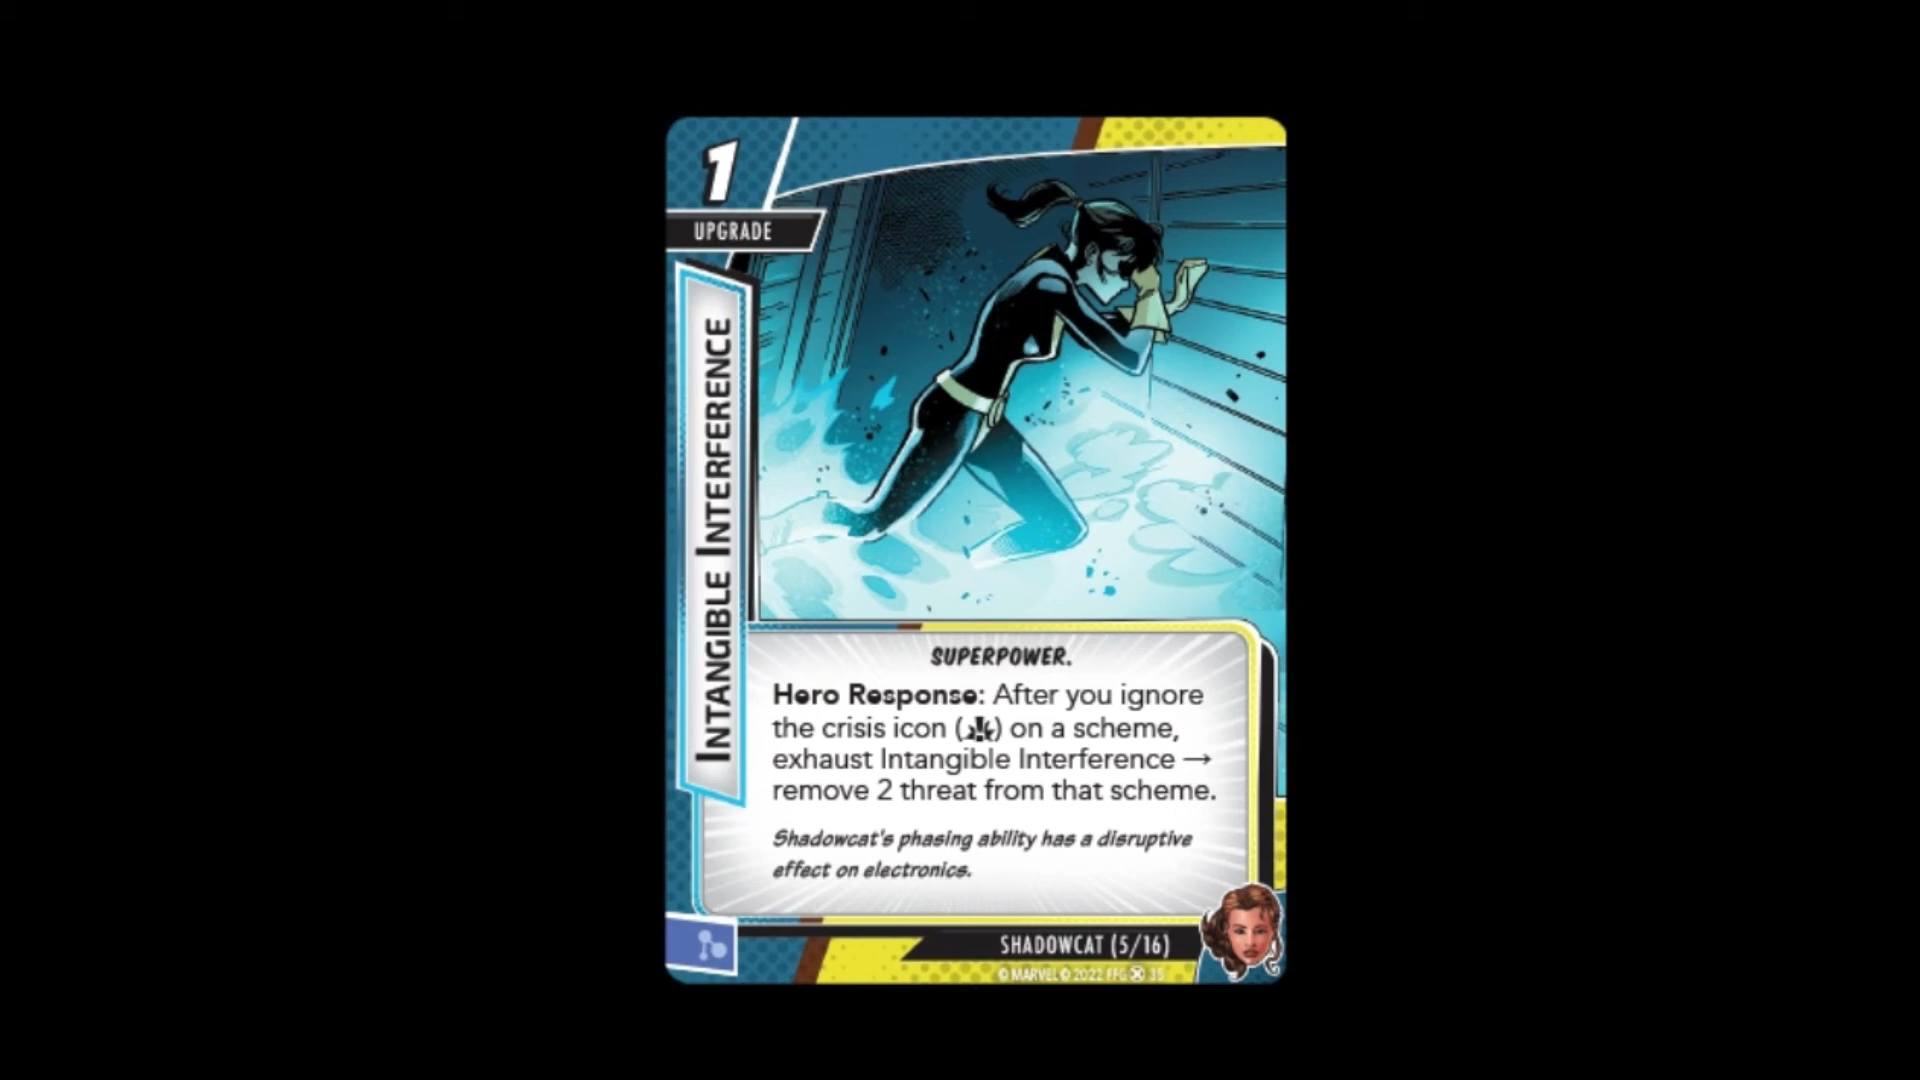 1
UPGRADE
INTANGIBLE INTERFERENCE
SUPERPOWER.
Hero Response: After you ignore
the crisis icon () on a scheme,
exhaust Intangible Interference →
remove 2 threat from that scheme.
Shadowcat's phasing ability has a disruptive
effect on electronics.
SHADOWCAT (5/16)
© MARVEL © 2022 FFG 35